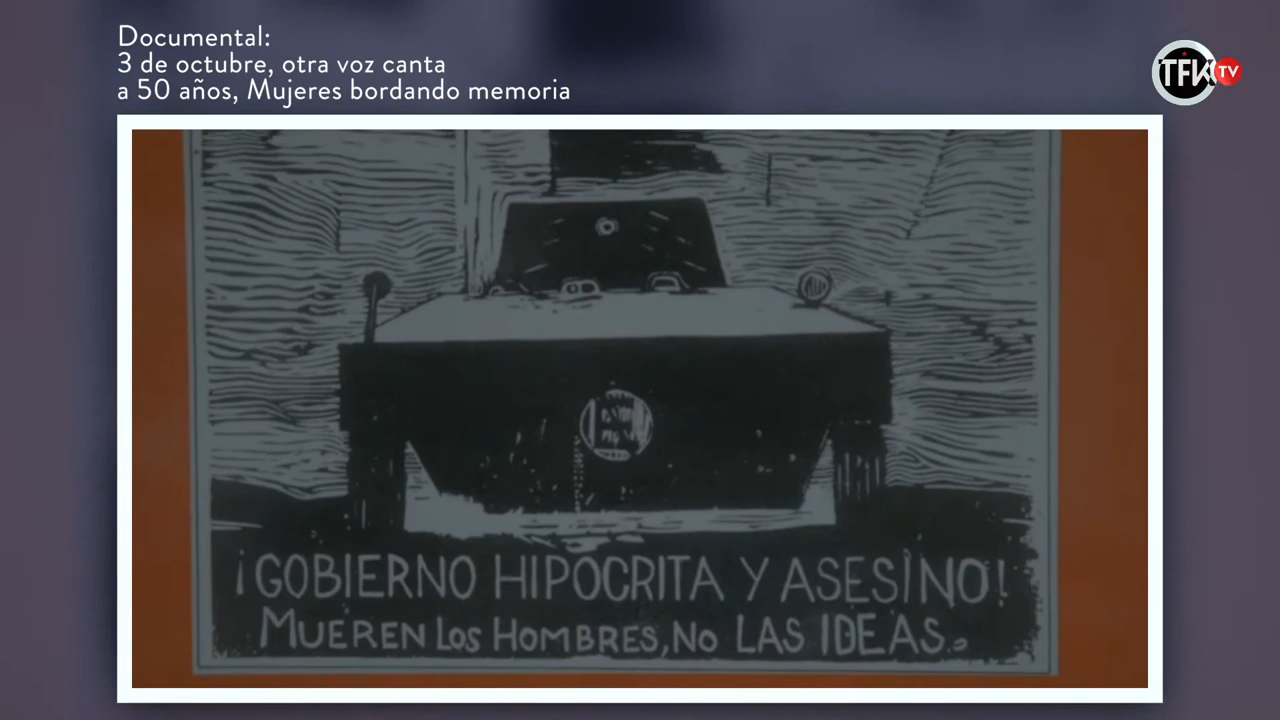 Documental:
3 de octubre, otra voz canta
a 50 años, Mujeres bordando memoria
TFK TV
¡GOBIERNO HIPOCRITA Y ASESINO!
MUEREN LOS HOMBRES, NO LAS IDEAS.